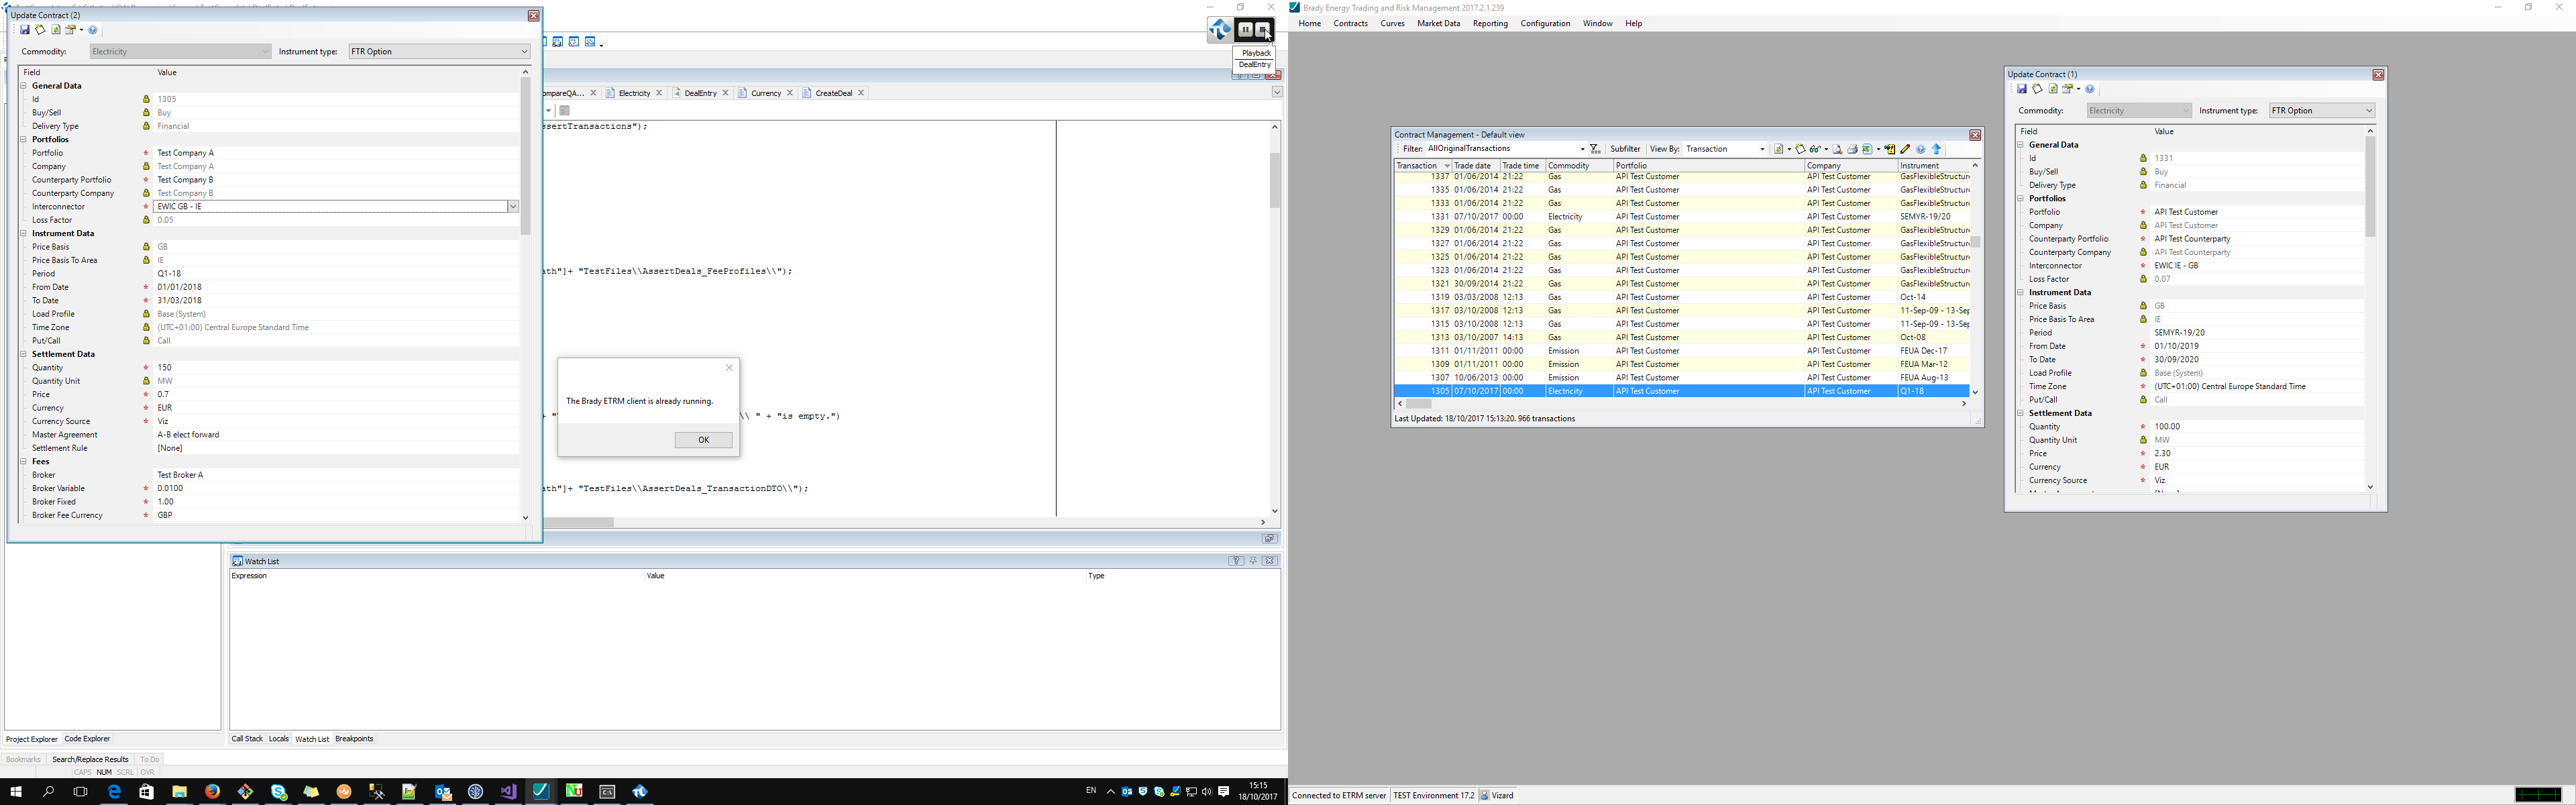 Update Contract (2)
Commodity: Electricity Instrument type: FTR Option
Field Value
General Data
Id 1305
Buy/Sell Buy
Delivery Type Financial
Portfolios
Portfolio * Test Company A
Company Test Company A
Counterparty Portfolio * Test Company B
Counterparty Company Test Company B
Interconnector * EWIC GB - IE
Loss Factor 0.05
Instrument Data
Price Basis GB
Price Basis To Area IE
Period Q1-18
From Date * 01/01/2018
To Date * 31/03/2018
Load Profile Base (System)
Time Zone (UTC+01:00) Central Europe Standard Time
Put/Call Call
Settlement Data
Quantity * 150
Quantity Unit MW
Price * 0.7
Currency * EUR
Currency Source * Viz
Master Agreement A-B elect forward
Settlement Rule [None]
Fees
Broker Test Broker A
Broker Variable * 0.0100
Broker Fixed * 1.00
Broker Fee Currency * GBP
Playback
DealEntry
ompareQA...
Electricity
DealEntry
Currency
CreateDeal
ssertTransactions");
ath"]+ "TestFiles\\AssertDeals_FeeProfiles\\");
\\ " + "is empty.")
ath"]+ "TestFiles\\AssertDeals_TransactionDTO\\");
The Brady ETRM client is already running.
OK
Watch List
Expression Value Type
Project Explorer Code Explorer
Call Stack Locals Watch List Breakpoints
Bookmarks Search/Replace Results To Do
CAPS NUM SCRL OVR
EN
15:15
18/10/2017
Brady Energy Trading and Risk Management 2017.2.1.239
Home Contracts Curves Market Data Reporting Configuration Window Help
Contract Management - Default view
Filter: AllOriginalTransactions Subfilter View By: Transaction
Transaction Trade date Trade time Commodity Portfolio Company Instrument
1337 01/06/2014 21:22 Gas API Test Customer API Test Customer GasFlexibleStructure
1335 01/06/2014 21:22 Gas API Test Customer API Test Customer GasFlexibleStructure
1333 01/06/2014 21:22 Gas API Test Customer API Test Customer GasFlexibleStructure
1331 07/10/2017 00:00 Electricity API Test Customer API Test Customer SEMYR-19/20
1329 01/06/2014 21:22 Gas API Test Customer API Test Customer GasFlexibleStructure
1327 01/06/2014 21:22 Gas API Test Customer API Test Customer GasFlexibleStructure
1325 01/06/2014 21:22 Gas API Test Customer API Test Customer GasFlexibleStructure
1323 01/06/2014 21:22 Gas API Test Customer API Test Customer GasFlexibleStructure
1321 30/09/2014 21:22 Gas API Test Customer API Test Customer GasFlexibleStructure
1319 03/03/2008 12:13 Gas API Test Customer API Test Customer Oct-14
1317 03/10/2008 12:13 Gas API Test Customer API Test Customer 11-Sep-09 - 13-Sep
1315 03/10/2008 12:13 Gas API Test Customer API Test Customer 11-Sep-09 - 13-Sep
1313 03/10/2007 14:13 Gas API Test Customer API Test Customer Oct-08
1311 01/11/2011 00:00 Emission API Test Customer API Test Customer FEUA Dec-17
1309 01/11/2011 00:00 Emission API Test Customer API Test Customer FEUA Mar-12
1307 10/06/2013 00:00 Emission API Test Customer API Test Customer FEUA Aug-13
1305 07/10/2017 00:00 Electricity API Test Customer API Test Customer Q1-18
Last Updated: 18/10/2017 15:13:20. 966 transactions
Update Contract (1)
Commodity: Electricity Instrument type: FTR Option
Field Value
General Data
Id 1331
Buy/Sell Buy
Delivery Type Financial
Portfolios
Portfolio * API Test Customer
Company API Test Customer
Counterparty Portfolio * API Test Counterparty
Counterparty Company API Test Counterparty
Interconnector * EWIC IE - GB
Loss Factor 0.07
Instrument Data
Price Basis GB
Price Basis To Area IE
Period SEMYR-19/20
From Date * 01/10/2019
To Date * 30/09/2020
Load Profile Base (System)
Time Zone * (UTC+01:00) Central Europe Standard Time
Put/Call Call
Settlement Data
Quantity * 100.00
Quantity Unit MW
Price * 2.30
Currency * EUR
Currency Source * Viz
Connected to ETRM server TEST Environment 17.2 Vizard